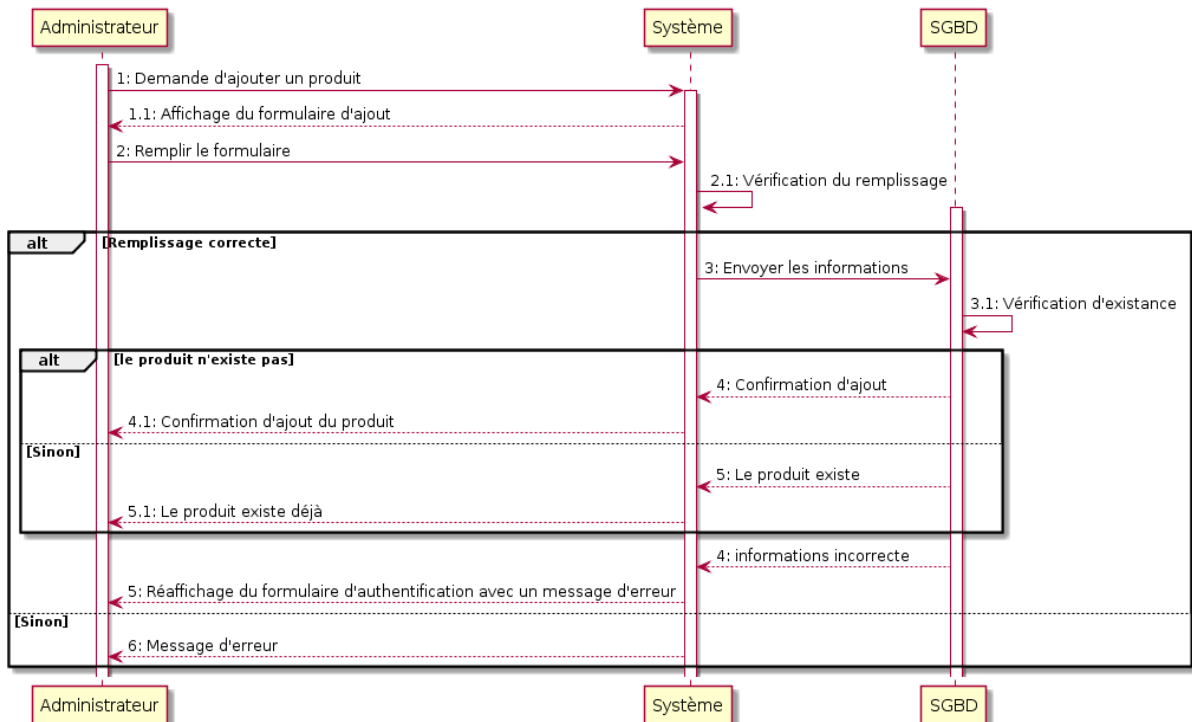 Administrateur
Système
SGBD
1: Demande d'ajouter un produit
1.1: Affichage du formulaire d'ajout
2: Remplir le formulaire
2.1: Vérification du remplissage
alt
[Remplissage correcte]
3: Envoyer les informations
3.1: Vérification d'existance
alt
[le produit n'existe pas]
4: Confirmation d'ajout
4.1: Confirmation d'ajout du produit
[Sinon]
5: Le produit existe
5.1: Le produit existe déjà
4: informations incorrecte
5: Réaffichage du formulaire d'authentification avec un message d'erreur
[Sinon]
6: Message d'erreur
Administrateur
Système
SGBD